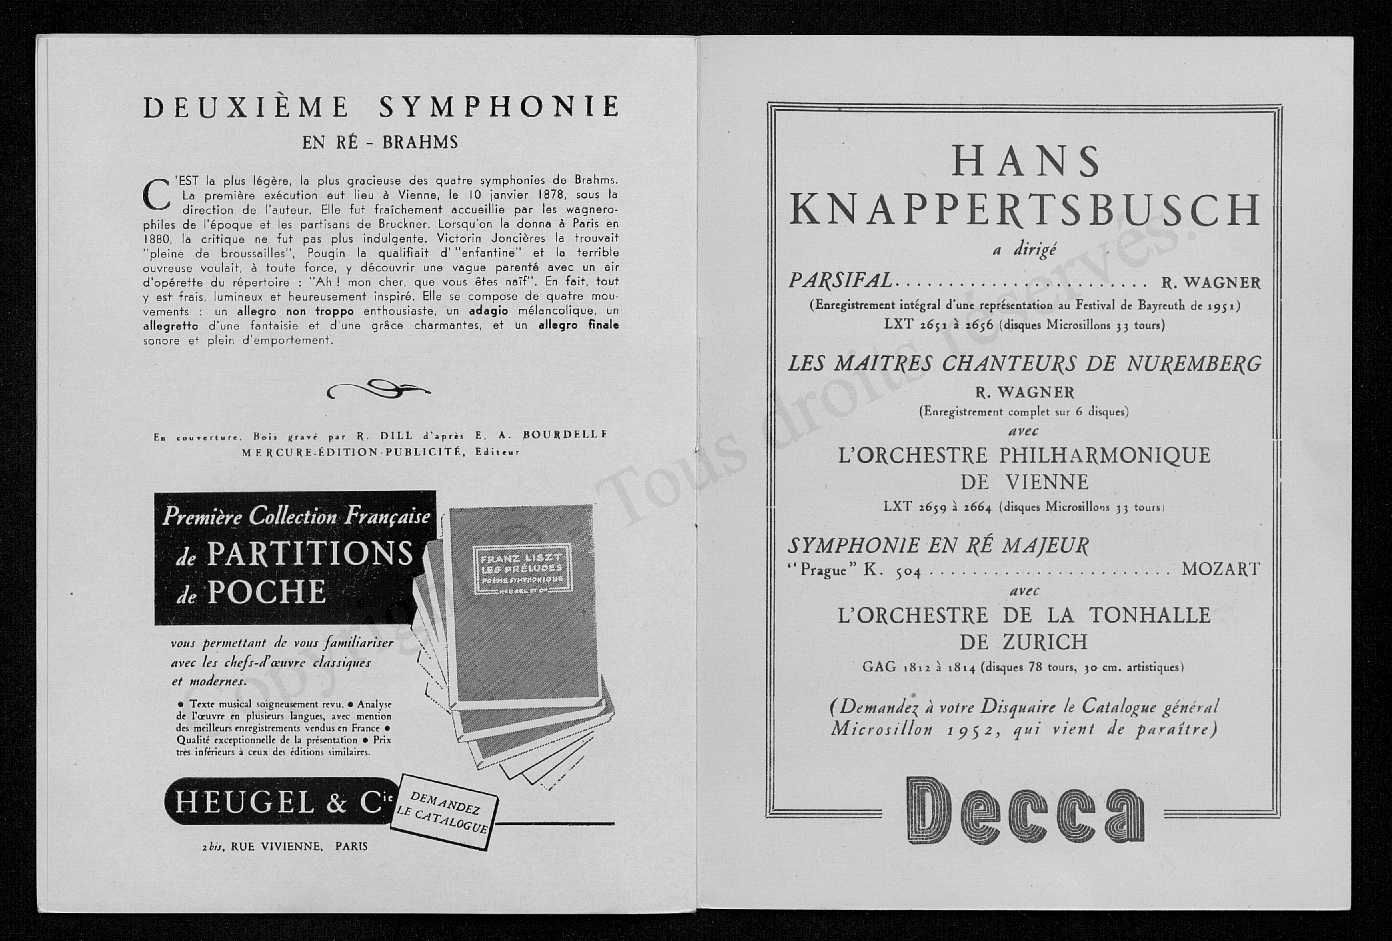 DEUXIÈME SYMPHONIE
EN RÉ - BRAHMS
C'EST la plus légère, la plus gracieuse des quatre symphonies de Brahms.
La première exécution eut lieu à Vienne, le 10 janvier 1878, sous la
direction de l'auteur. Elle fut fraîchement accueillie par les wagnero-
philes de l'époque et les partisans de Bruckner. Lorsqu'on la donna à Paris en
1880, la critique ne fut pas plus indulgente. Victorin Joncières la trouvait
"pleine de broussailles", Pougin la qualifiait d' "enfantine" et la terrible
ouvreuse voulait, à toute force, y découvrir une vague parenté avec un air
d'opérette du répertoire : "Ah ! mon cher, que vous êtes naïf". En fait, tout
y est frais, lumineux et heureusement inspiré. Elle se compose de quatre mou-
vements : un allegro non troppo enthousiaste, un adagio mélancolique, un
allegretto d'une fantaisie et d'une grâce charmantes, et un allegro finale
sonore et plein d'emportement.
En couverture. Bois gravé par R. DILL d'après E. A. BOURDELLE
MERCURE-ÉDITION-PUBLICITÉ, Editeur
Première Collection Française
de PARTITIONS
de POCHE
FRANZ LISZT
LES PRÉLUDES
POÈME SYMPHONIQUE
HEUGEL ET Cie
vous permettant de vous familiariser
avec les chefs-d'œuvre classiques
et modernes.
● Texte musical soigneusement revu. ● Analyse
de l'œuvre en plusieurs langues, avec mention
des meilleurs enregistrements vendus en France ●
Qualité exceptionnelle de la présentation ● Prix
très inférieurs à ceux des éditions similaires.
HEUGEL & Cie
DEMANDEZ
LE CATALOGUE
2 bis, RUE VIVIENNE, PARIS
HANS
KNAPPERTSBUSCH
a dirigé
PARSIFAL......................... R. WAGNER
(Enregistrement intégral d'une représentation au Festival de Bayreuth de 1951)
LXT 2651 à 2656 (disques Microsillons 33 tours)
LES MAITRES CHANTEURS DE NUREMBERG
R. WAGNER
(Enregistrement complet sur 6 disques)
avec
L'ORCHESTRE PHILHARMONIQUE
DE VIENNE
LXT 2659 à 2664 (disques Microsillons 33 tours)
SYMPHONIE EN RÉ MAJEUR
"Prague" K. 504 ....................... MOZART
avec
L'ORCHESTRE DE LA TONHALLE
DE ZURICH
GAG 1812 à 1814 (disques 78 tours, 30 cm. artistiques)
(Demandez à votre Disquaire le Catalogue général
Microsillon 1952, qui vient de paraître)
Decca
Tous droits réservés.